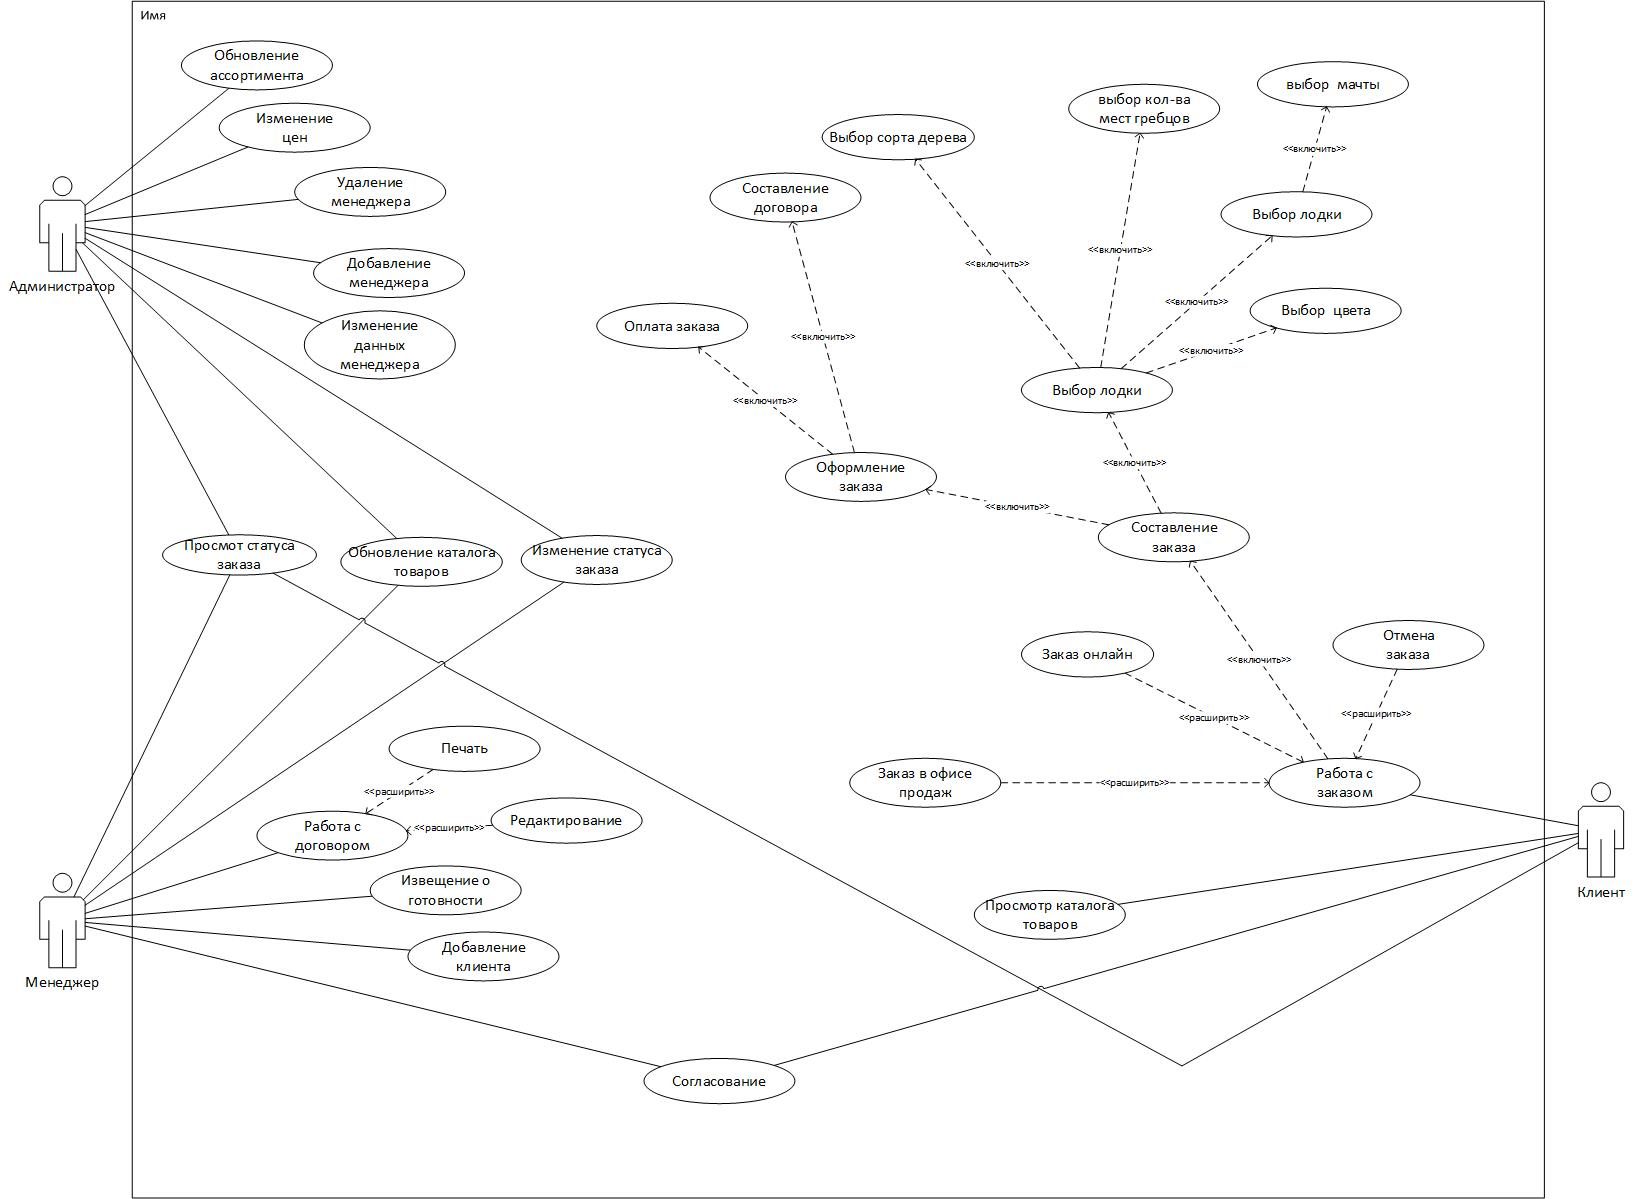 Имя
Обновление
ассортимента
Изменение
цен
Удаление
менеджера
Добавление
менеджера
Изменение
данных
менеджера
Администратор
выбор  мачты
выбор кол-ва
мест гребцов
Выбор сорта дерева
<<включить>>
Составление
договора
Выбор лодки
<<включить>>
<<включить>>
<<включить>>
Выбор  цвета
Оплата заказа
<<включить>>
<<включить>>
Выбор лодки
<<включить>>
<<включить>>
Оформление
заказа
<<включить>>
<<включить>>
Составление
заказа
Просмот статуса
заказа
Обновление каталога
товаров
Изменение статуса
заказа
Заказ онлайн
Отмена
заказа
<<включить>>
<<расширить>>
<<расширить>>
Печать
<<расширить>>
Работа с
договором
<<расширить>>
Редактирование
Заказ в офисе
продаж
<<расширить>>
Работа с
заказом
Клиент
Извещение о
готовности
Просмотр каталога
товаров
Добавление
клиента
Менеджер
Согласование